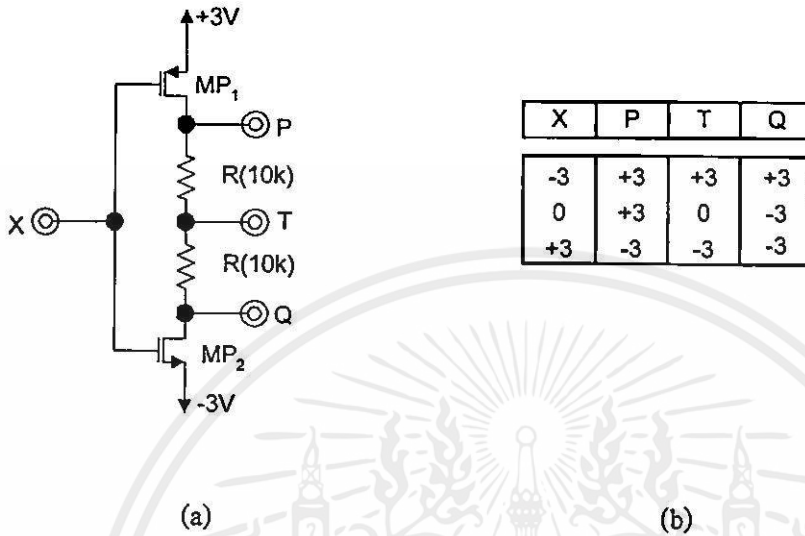 +3V
MP₁
P
R(10k)
X
T
R(10k)
Q
MP₂
-3V
(a)
X P T Q
-3 +3 +3 +3
0 +3 0 -3
+3 -3 -3 -3
(b)